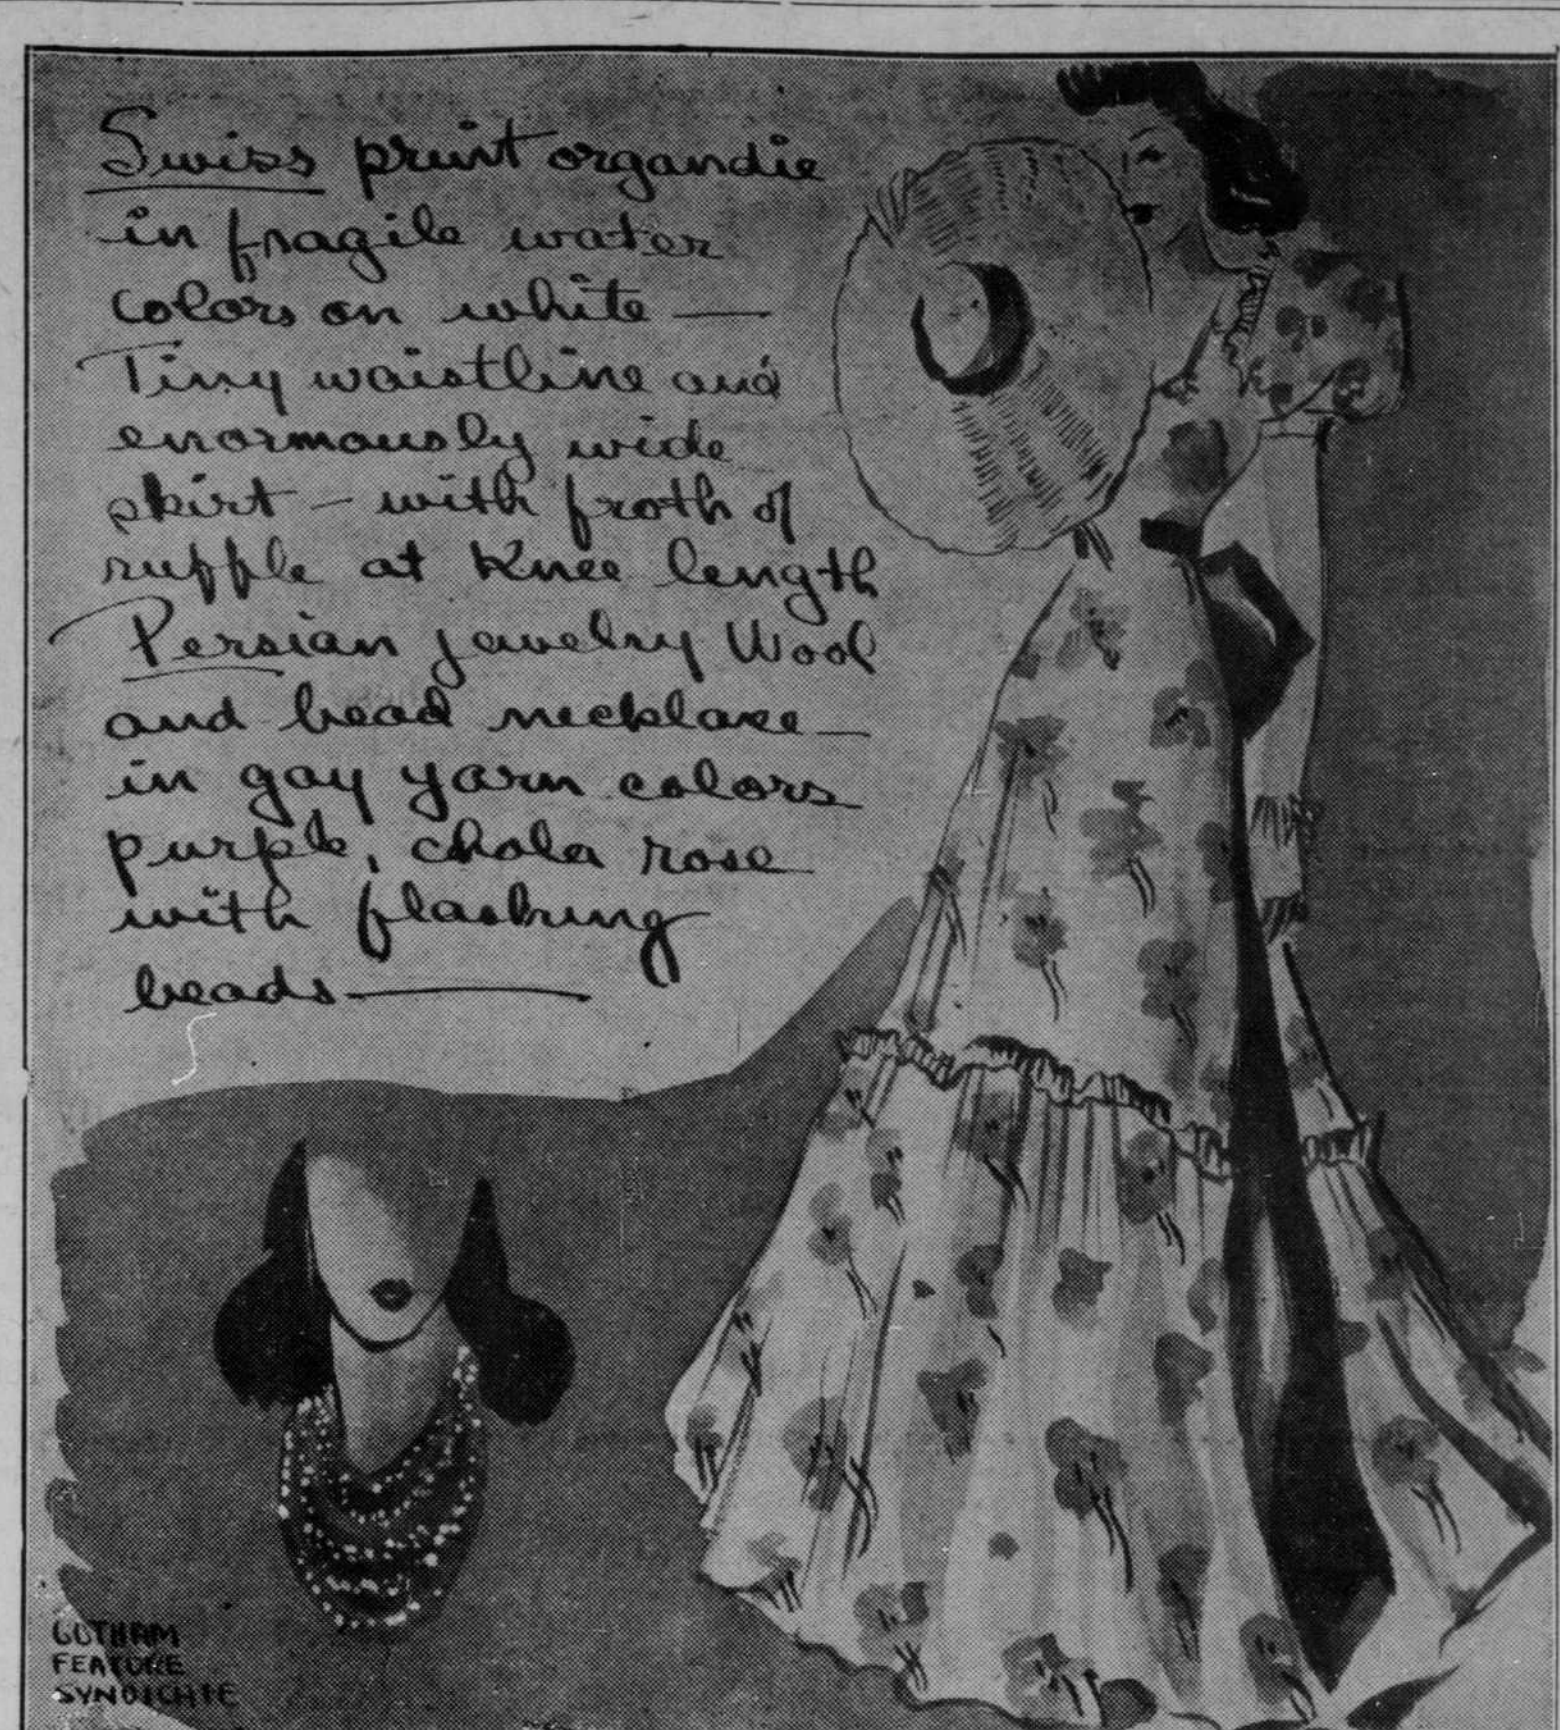 Swiss print organdie
in fragile water
colors on white —
Tiny waistline and
enormously wide
skirt — with froth of
ruffle at Knee length
Persian jewelry Wool
and bead necklace —
in gay yarn colors
purple, chola rose
with flashing
beads —
GOTHAM
FEATURE
SYNDICATE